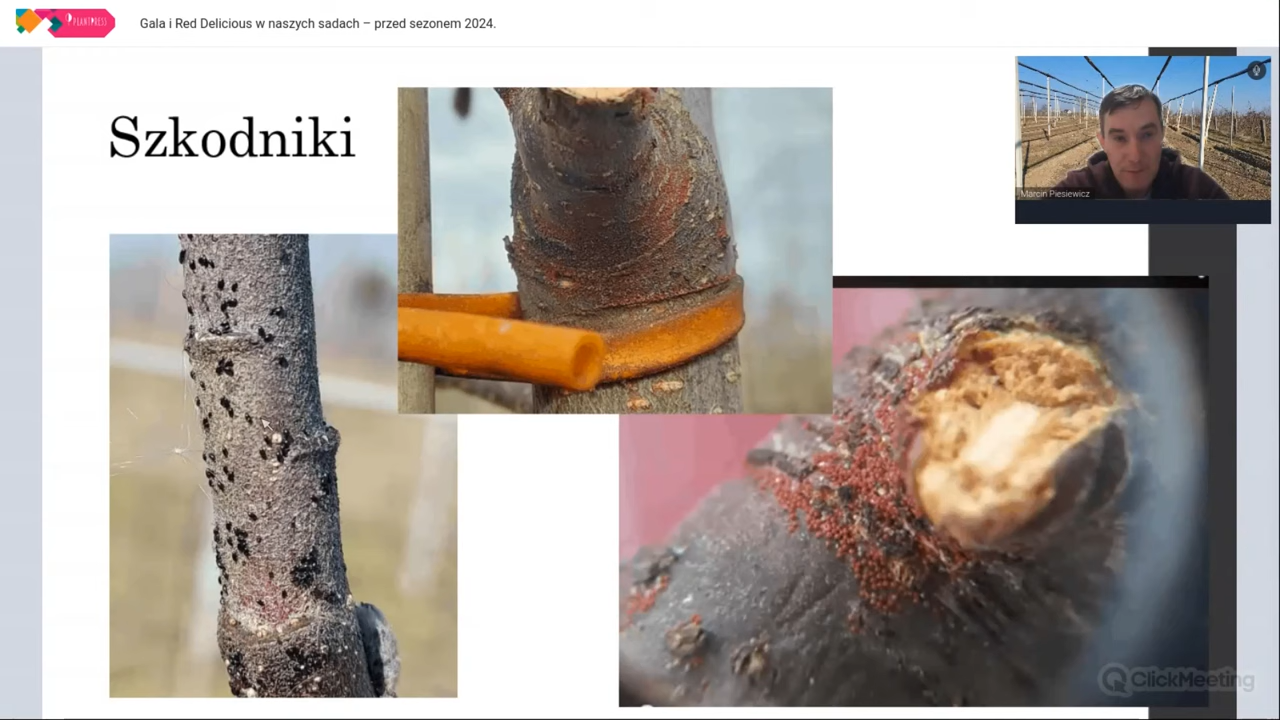 PLANTPRESS
Gala i Red Delicious w naszych sadach – przed sezonem 2024.
Szkodniki
Marcin Piesiewicz
ClickMeeting